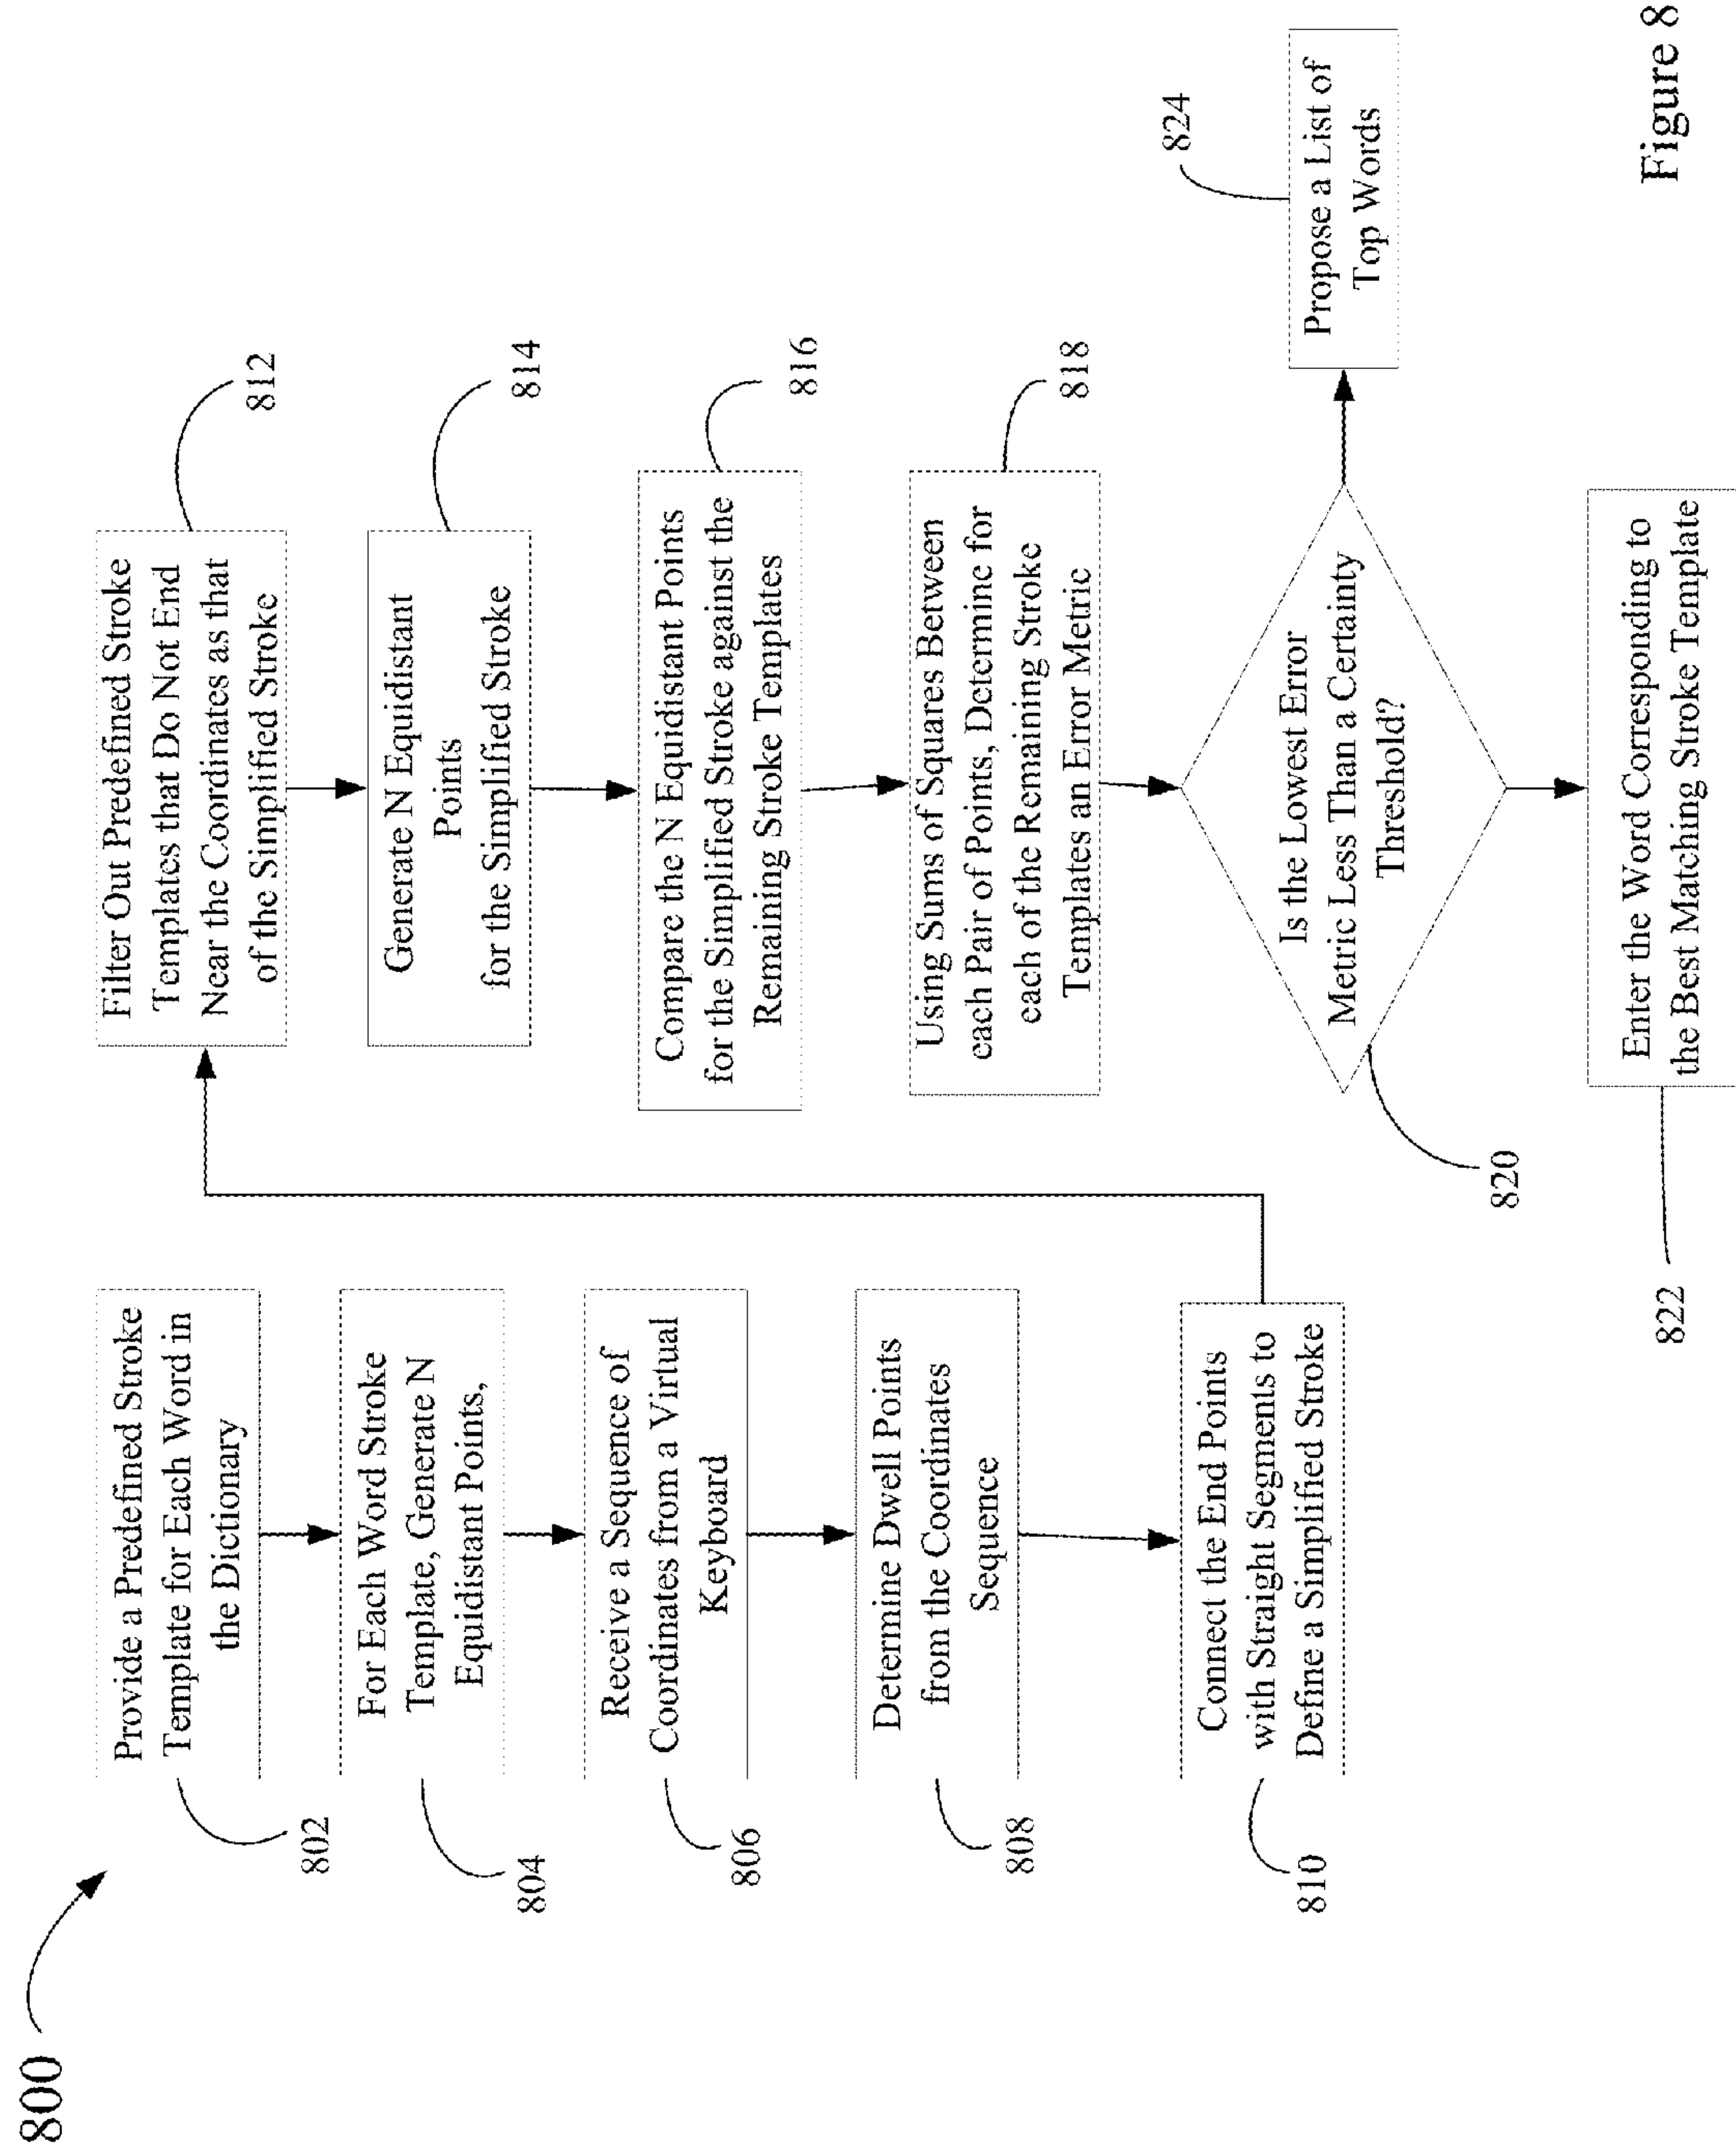 800
Provide a Predefined Stroke
Template for Each Word in
the Dictionary
802
For Each Word Stroke
Template, Generate N
Equidistant Points,
804
Receive a Sequence of
Coordinates from a Virtual
Keyboard
806
Determine Dwell Points
from the Coordinates
Sequence
808
Connect the End Points
with Straight Segments to
Define a Simplified Stroke
810
Filter Out Predefined Stroke
Templates that Do Not End
Near the Coordinates as that
of the Simplified Stroke
812
Generate N Equidistant
Points
for the Simplified Stroke
814
Compare the N Equidistant Points
for the Simplified Stroke against the
Remaining Stroke Templates
816
Using Sums of Squares Between
each Pair of Points, Determine for
each of the Remaining Stroke
Templates an Error Metric
818
Is the Lowest Error
Metric Less Than a Certainty
Threshold?
820
Enter the Word Corresponding to
the Best Matching Stroke Template
822
Propose a List of
Top Words
824
Figure 8